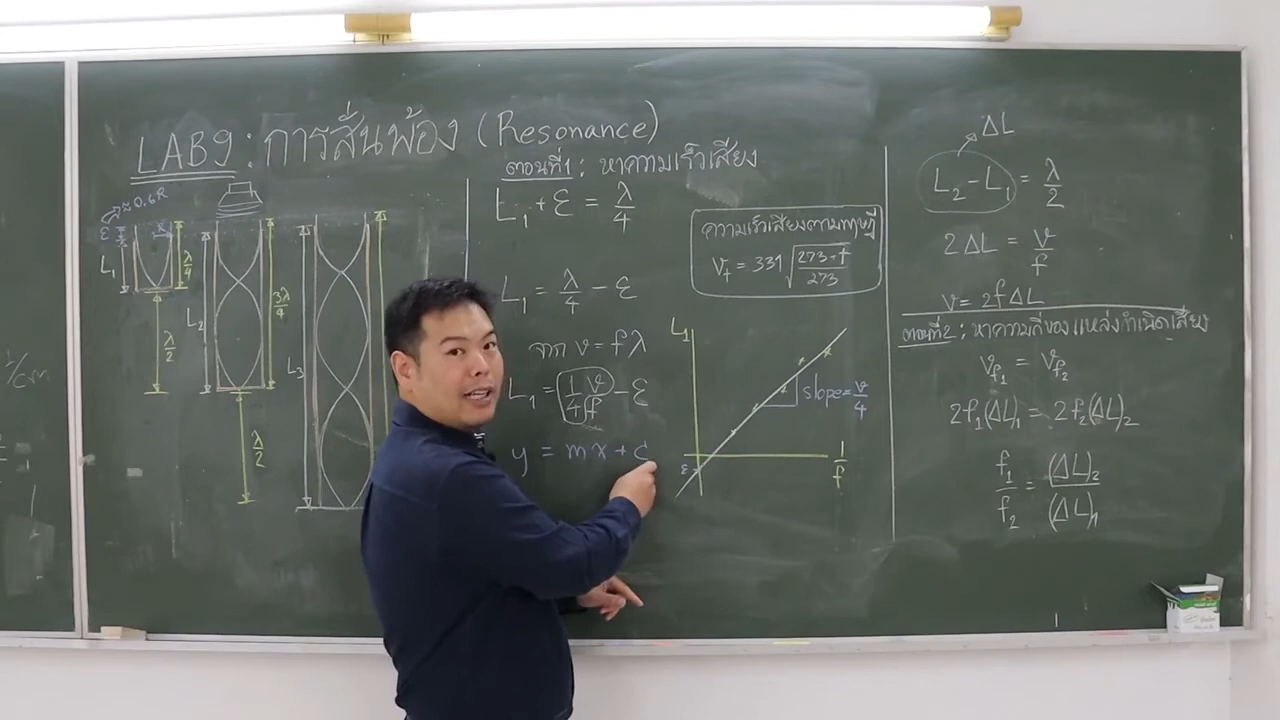 LAB9 : การสั่นพ้อง (Resonance)
ε ≈ 0.6R
ε
R
L₁
λ/4
λ/2
L₂
3λ/4
λ/2
L₃
ตอนที่1 : หาความเร็วเสียง
L₁ + ε = λ/4
L₁ = λ/4 - ε
จาก v = fλ
L₁ = 1/4 v/f - ε
y = mx + c
ความเร็วเสียงตามทฤษฎี
Vₜ = 331 √(273+t/273)
L₁
slope = v/4
1/f
ε
ΔL
L₂ - L₁ = λ/2
2ΔL = v/f
v = 2fΔL
ตอนที่2 : หาความถี่ของแหล่งกำเนิดเสียง
v_f₁ = v_f₂
2f₁(ΔL)₁ = 2f₂(ΔL)₂
f₁/f₂ = (ΔL)₂/(ΔL)₁